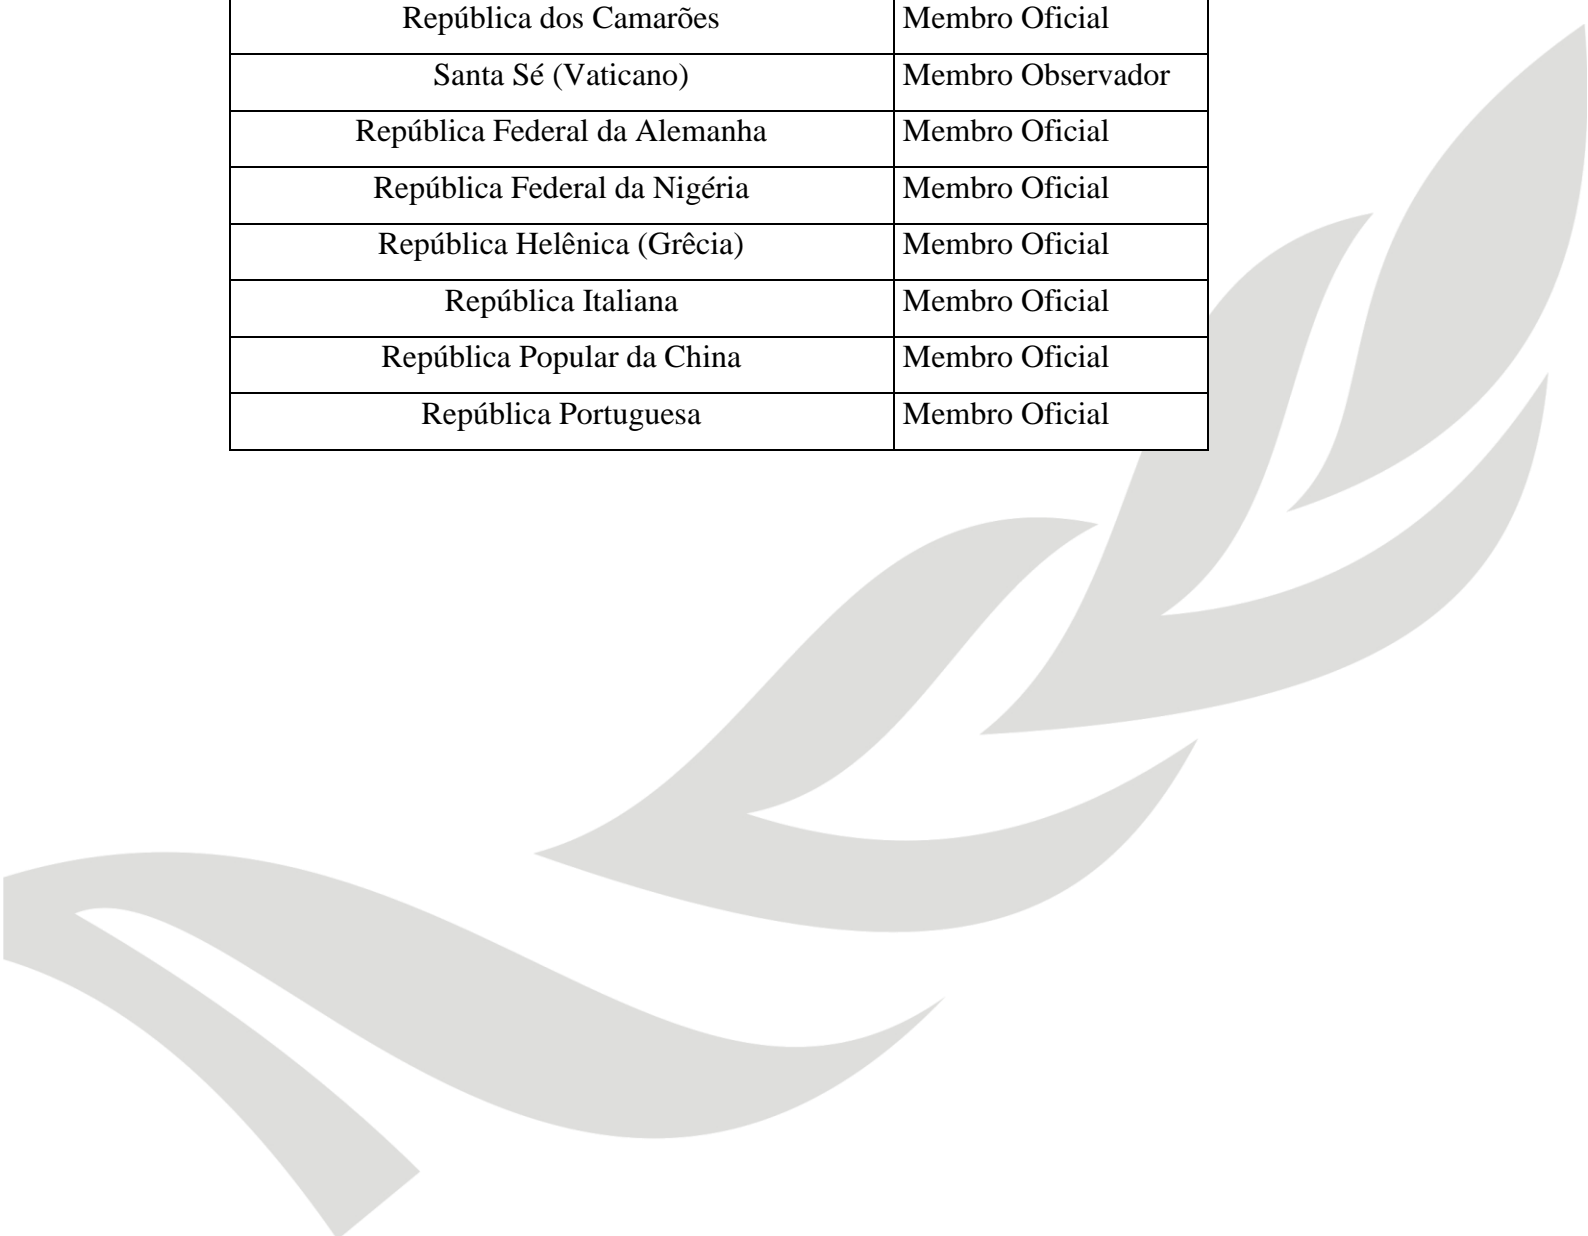 República dos Camarões Membro Oficial
Santa Sé (Vaticano) Membro Observador
República Federal da Alemanha Membro Oficial
República Federal da Nigéria Membro Oficial
República Helênica (Grécia) Membro Oficial
República Italiana Membro Oficial
República Popular da China Membro Oficial
República Portuguesa Membro Oficial